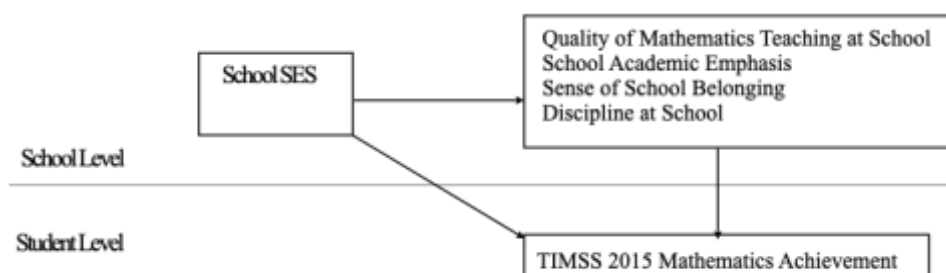 Quality of Mathematics Teaching at School
School SES
School Academic Emphasis
Sense of School Belonging
Discipline at School
School Level
Student Level
TIMSS 2015 Mathematics Achievement